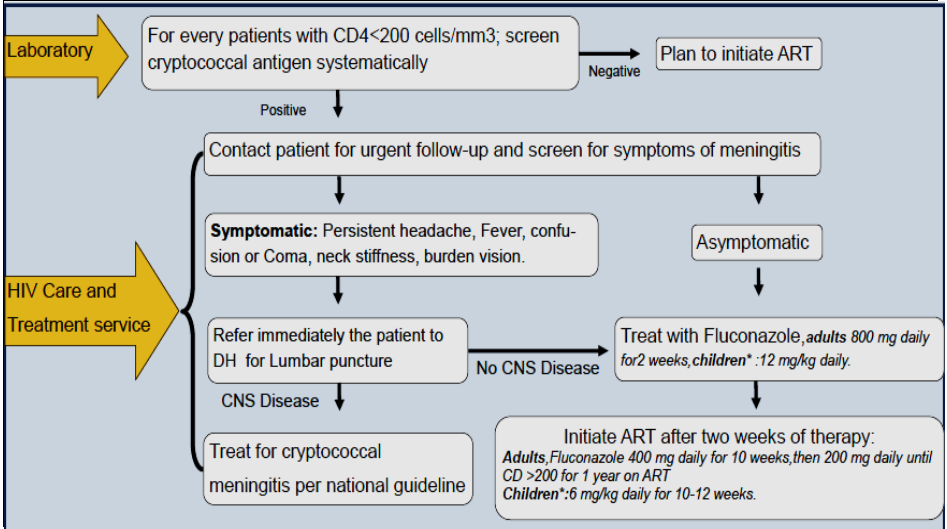 Laboratory
For every patients with CD4<200 cells/mm3; screen
cryptococcal antigen systematically
Negative
Plan to initiate ART
Positive
Contact patient for urgent follow-up and screen for symptoms of meningitis
Symptomatic: Persistent headache, Fever, confu-
sion or Coma, neck stiffness, burden vision.
Asymptomatic
HIV Care and
Treatment service
Refer immediately the patient to
DH for Lumbar puncture
No CNS Disease
Treat with Fluconazole,adults 800 mg daily
for2 weeks,children* :12 mg/kg daily.
CNS Disease
Treat for cryptococcal
meningitis per national guideline
Initiate ART after two weeks of therapy:
Adults,Fluconazole 400 mg daily for 10 weeks,then 200 mg daily until
CD >200 for 1 year on ART
Children*:6 mg/kg daily for 10-12 weeks.